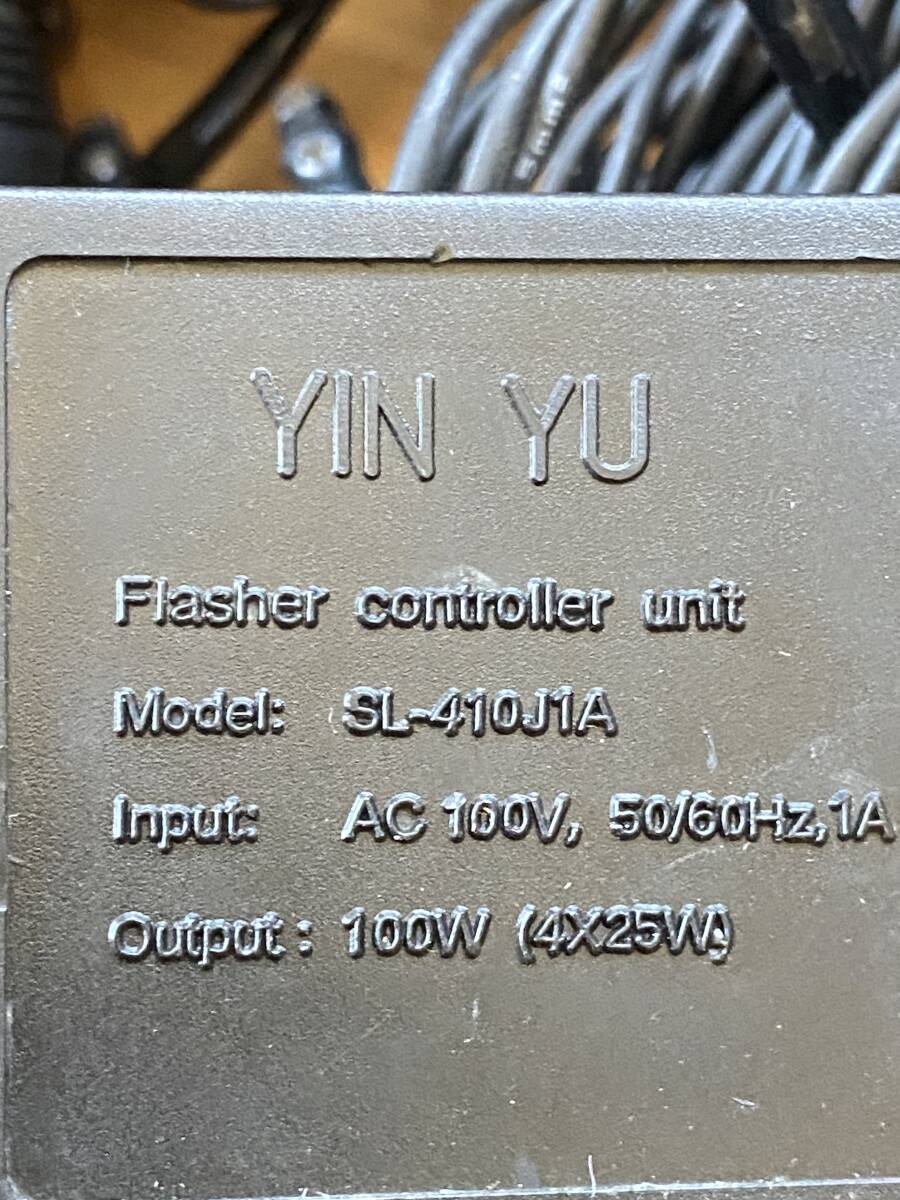 YIN YU
Flasher controller unit
Model: SL-410J1A
Input: AC 100V, 50/60Hz,1A
Output: 100W (4X25W)